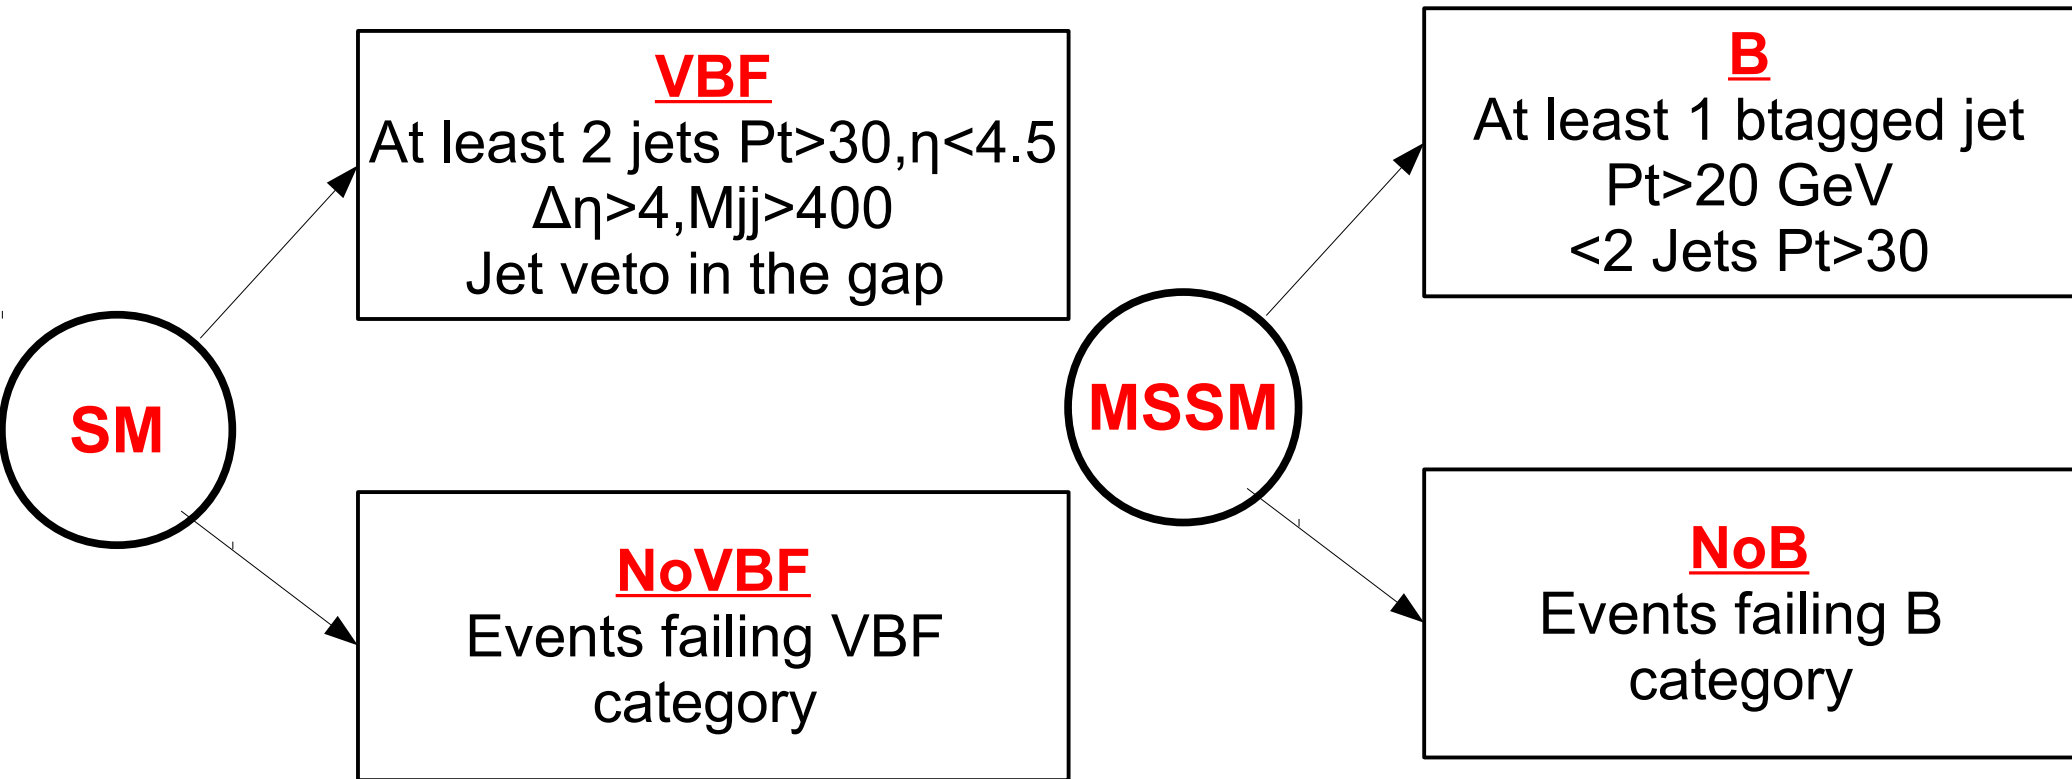 SM
VBF
At least 2 jets Pt>30,η<4.5
Δη>4,Mjj>400
Jet veto in the gap
NoVBF
Events failing VBF
category
MSSM
B
At least 1 btagged jet
Pt>20 GeV
<2 Jets Pt>30
NoB
Events failing B
category